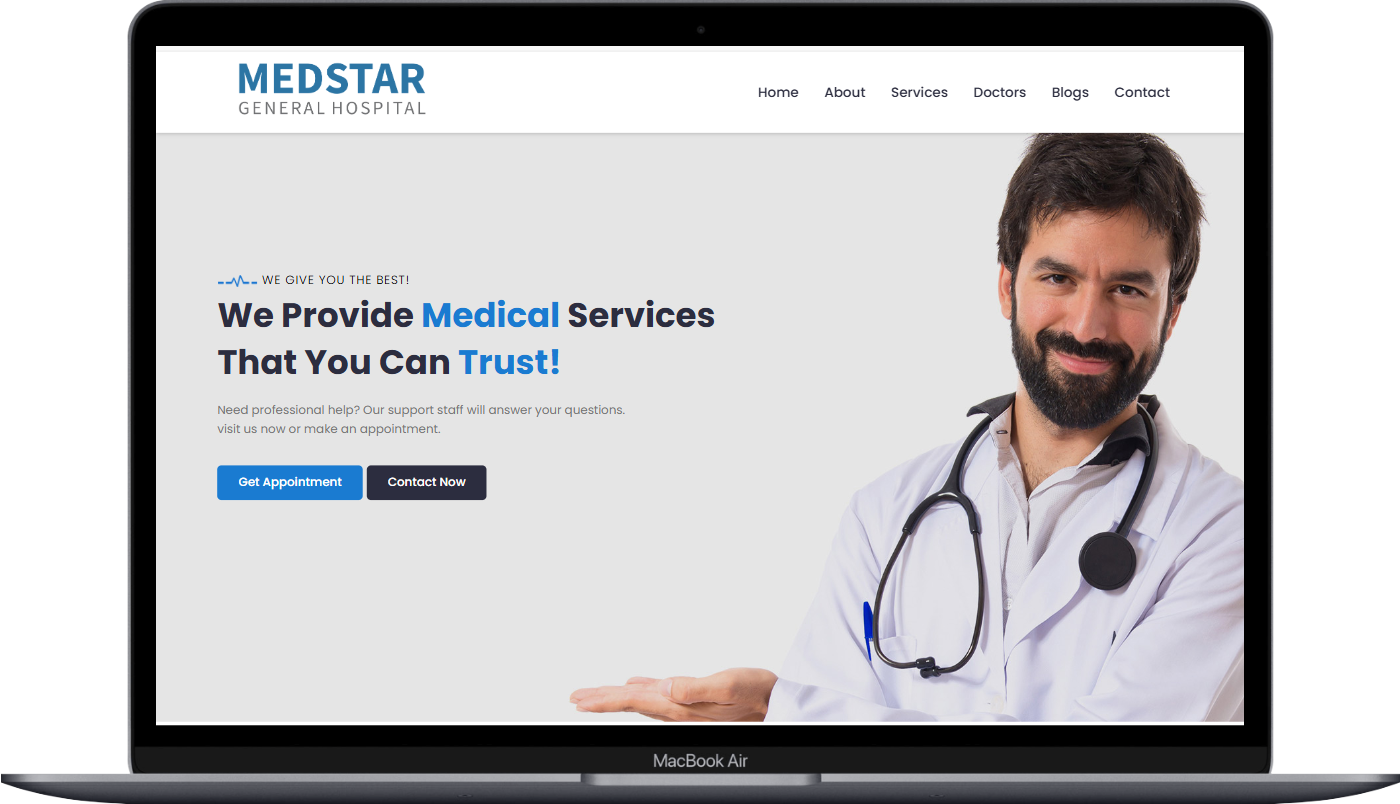 MEDSTAR
GENERAL HOSPITAL
Home About Services Doctors Blogs Contact
WE GIVE YOU THE BEST!
We Provide Medical Services
That You Can Trust!
Need professional help? Our support staff will answer your questions.
visit us now or make an appointment.
Get Appointment Contact Now
MacBook Air